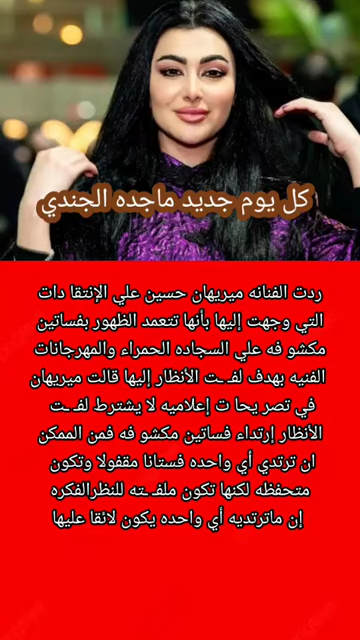 كل يوم جديد ماجده الجندي
ردت الفنانه ميريهان حسين علي الإنتقا دات
التي وجهت إليها بأنها تتعمد الظهور بفساتين
مكشو فه علي السجاده الحمراء والمهرجانات
الفنيه بهدف لفــت الأنظار إليها قالت ميريهان
في تصر يحا ت إعلاميه لا يشترط لفــت
الأنظار إرتداء فساتين مكشو فه فمن الممكن
ان ترتدي أي واحده فستانا مقفولا وتكون
متحفظه لكنها تكون ملفــته للنظرالفكره
إن ماترتديه أي واحده يكون لائقا عليها